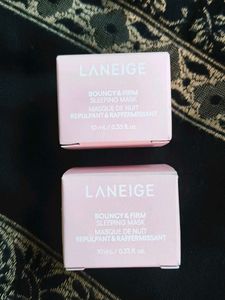 LANEIGE
BOUNCY & FIRM
SLEEPING MASK
MASQUE DE NUIT
REPULPANT & RAFFERMISSANT
10 mL / 0.33 fl. oz.
LANEIGE
BOUNCY & FIRM
SLEEPING MASK
MASQUE DE NUIT
REPULPANT & RAFFERMISSANT
10 mL / 0.33 fl. oz.